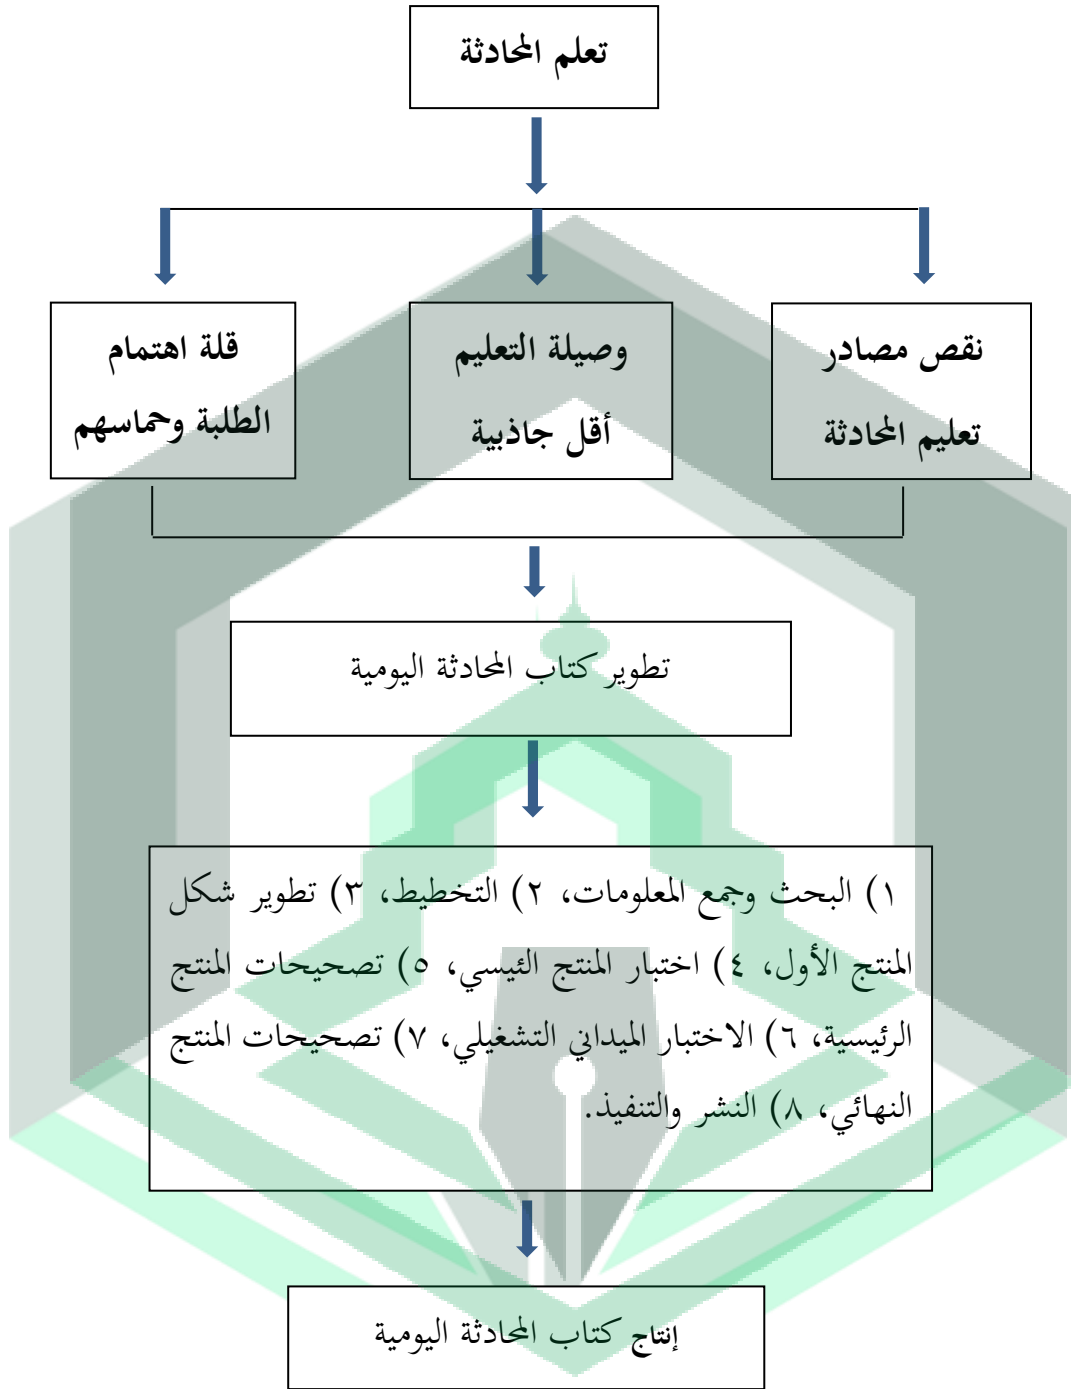 تعلم المحادثة
نقص مصادر
تعليم المحادثة
وصيلة التعليم
أقل جاذبية
قلة اهتمام
الطلبة وحماسهم
تطوير كتاب المحادثة اليومية
١) البحث وجمع المعلومات، ٢) التخطيط، ٣) تطوير شكل
المنتج الأول، ٤) اختبار المنتج الئيسي، ٥) تصحيحات المنتج
الرئيسية، ٦) الاختبار الميداني التشغيلي، ٧) تصحيحات المنتج
النهائي، ٨) النشر والتنفيذ.
إنتاج كتاب المحادثة اليومية